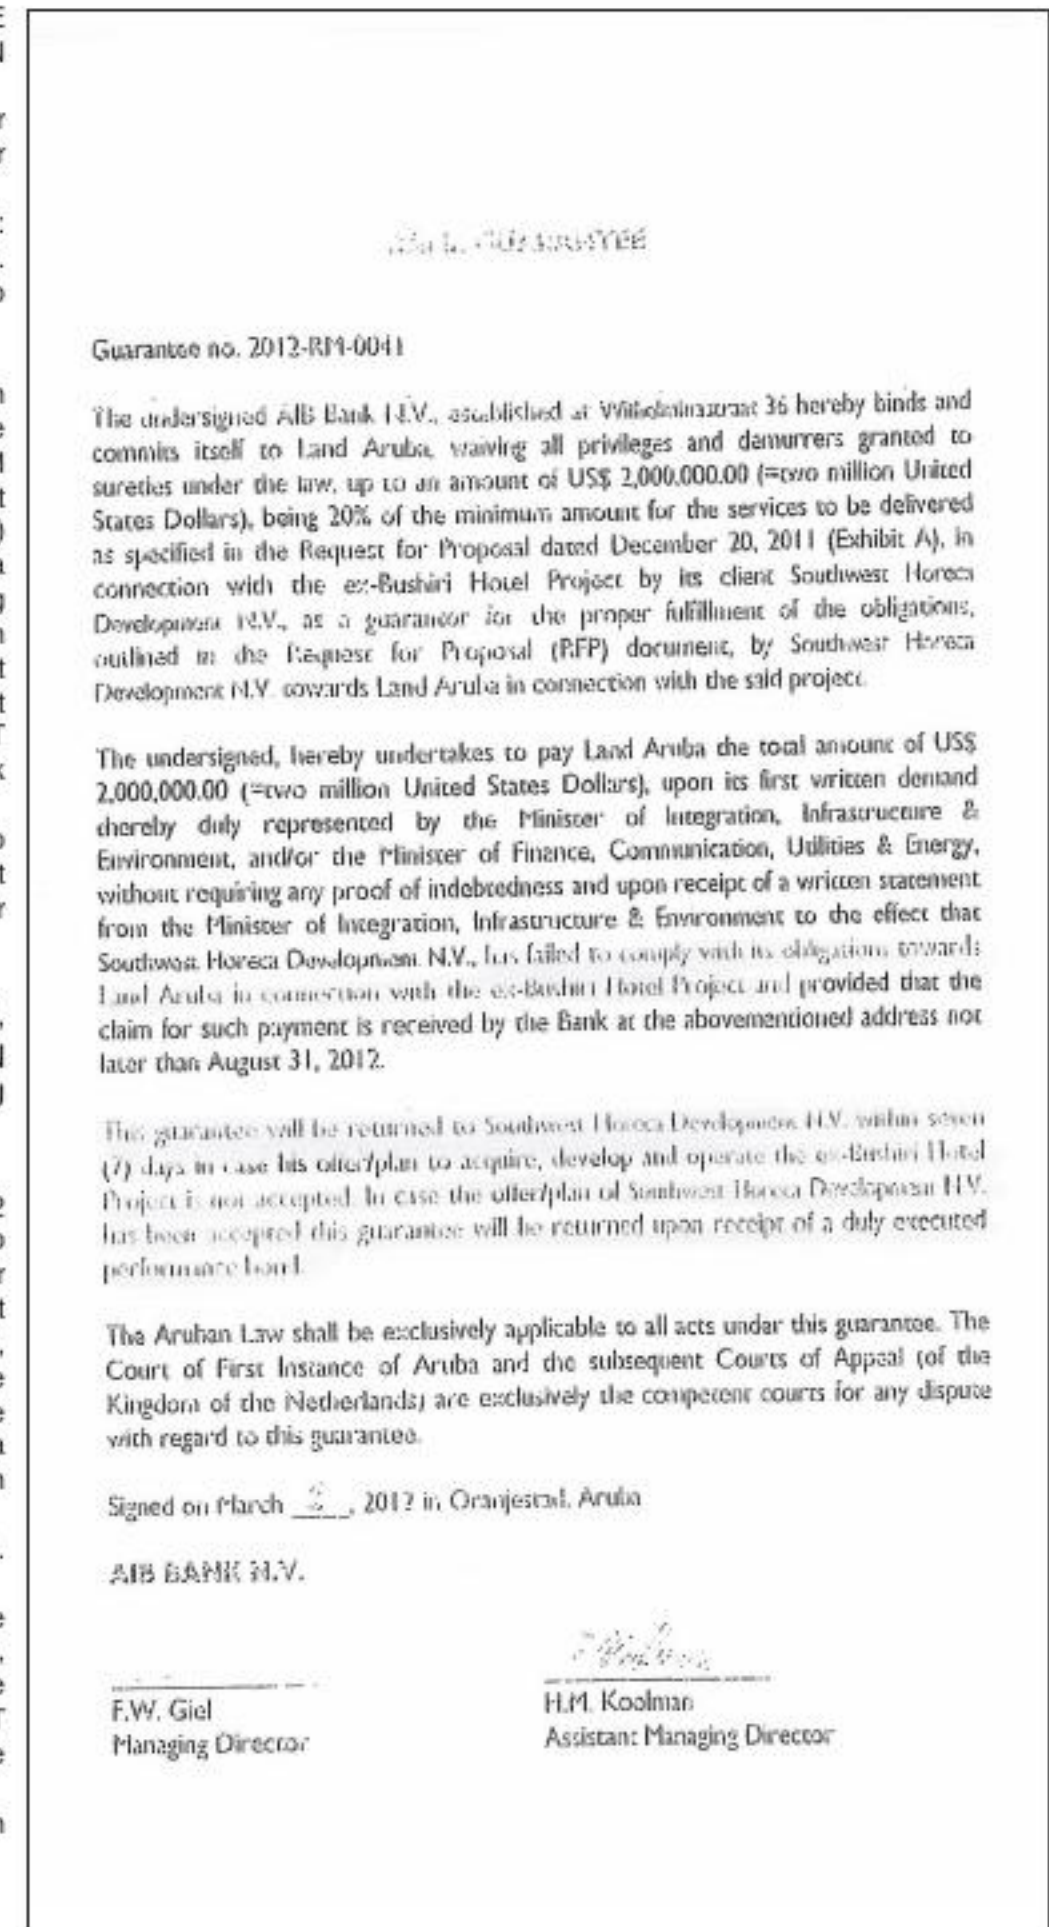 GUARANTEE
Guarantee no. 2012-RM-0041
The undersigned AIB Bank N.V., established at Wilhelminastraat 36 hereby binds and
commits itself to Land Aruba, waiving all privileges and demurrers granted to
sureties under the law, up to an amount of US$ 2,000,000.00 (=two million United
States Dollars), being 20% of the minimum amount for the services to be delivered
as specified in the Request for Proposal dated December 20, 2011 (Exhibit A), in
connection with the ex-Bushiri Hotel Project by its client Southwest Horeca
Development N.V., as a guarantor for the proper fulfillment of the obligations,
outlined in the Request for Proposal (RFP) document, by Southwest Horeca
Development N.V. towards Land Aruba in connection with the said project.
The undersigned, hereby undertakes to pay Land Aruba the total amount of US$
2,000,000.00 (=two million United States Dollars), upon its first written demand
thereby duly represented by the Minister of Integration, Infrastructure &
Environment, and/or the Minister of Finance, Communication, Utilities & Energy,
without requiring any proof of indebtedness and upon receipt of a written statement
from the Minister of Integration, Infrastructure & Environment to the effect that
Southwest Horeca Development N.V., has failed to comply with its obligations towards
Land Aruba in connection with the ex-Bushiri Hotel Project and provided that the
claim for such payment is received by the Bank at the abovementioned address not
later than August 31, 2012.
This guarantee will be returned to Southwest Horeca Development N.V. within seven
(7) days in case his offer/plan to acquire, develop and operate the ex-Bushiri Hotel
Project is not accepted. In case the offer/plan of Southwest Horeca Development N.V.
has been accepted this guarantee will be returned upon receipt of a duly executed
performance bond.
The Aruban Law shall be exclusively applicable to all acts under this guarantee. The
Court of First Instance of Aruba and the subsequent Courts of Appeal (of the
Kingdom of the Netherlands) are exclusively the competent courts for any dispute
with regard to this guarantee.
Signed on March 2, 2012 in Oranjestad, Aruba
AIB BANK N.V.
F.W. Giel
Managing Director
H.M. Koolman
Assistant Managing Director